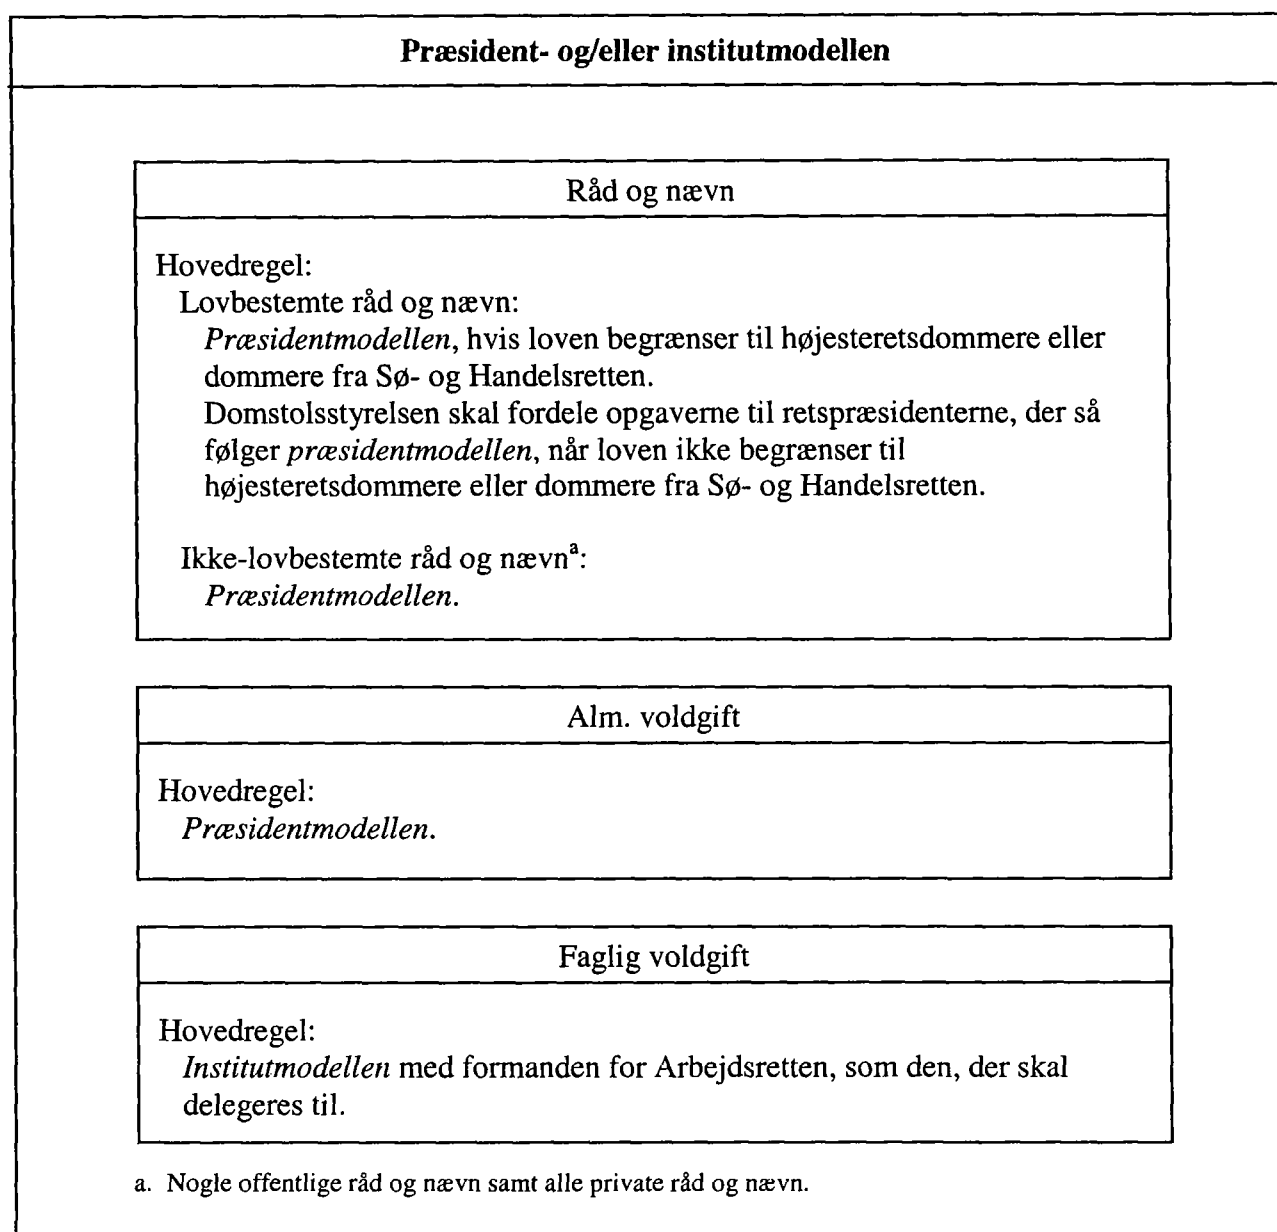 Præsident- og/eller institutmodellen
Råd og nævn
Hovedregel:
Lovbestemte råd og nævn:
Præsidentmodellen, hvis loven begrænser til højesteretsdommere eller
dommere fra Sø- og Handelsretten.
Domstolsstyrelsen skal fordele opgaverne til retspræsidenterne, der så
følger præsidentmodellen, når loven ikke begrænser til
højesteretsdommere eller dommere fra Sø- og Handelsretten.
Ikke-lovbestemte råd og nævnᵃ:
Præsidentmodellen.
Alm. voldgift
Hovedregel:
Præsidentmodellen.
Faglig voldgift
Hovedregel:
Institutmodellen med formanden for Arbejdsretten, som den, der skal
delegeres til.
a. Nogle offentlige råd og nævn samt alle private råd og nævn.